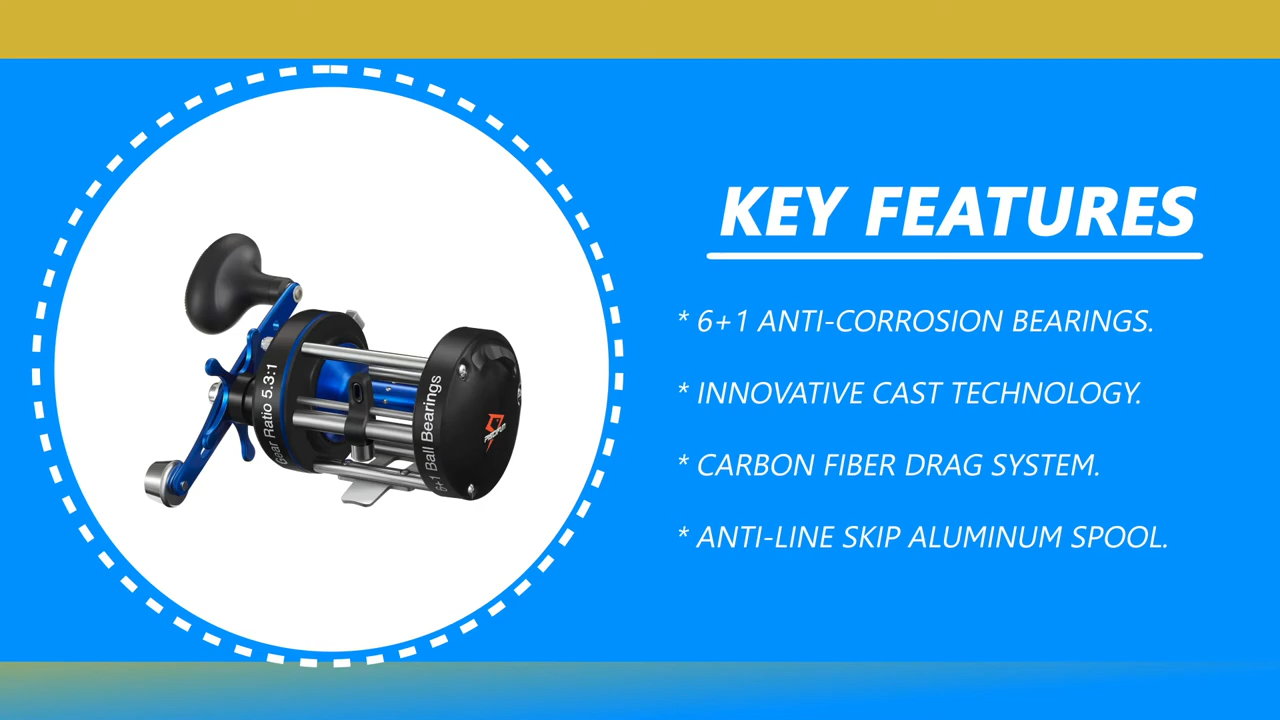 KEY FEATURES
* 6+1 ANTI-CORROSION BEARINGS.
* INNOVATIVE CAST TECHNOLOGY.
* CARBON FIBER DRAG SYSTEM.
* ANTI-LINE SKIP ALUMINUM SPOOL.
Gear Ratio 5.3:1
6+1 Ball Bearings
PISCIFUN